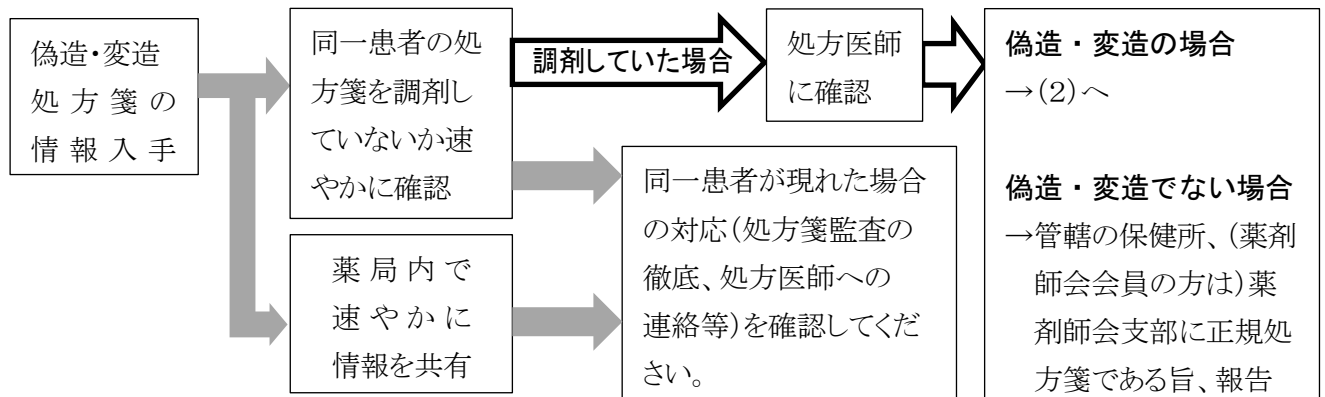 偽造・変造
処方箋の
情報入手
同一患者の処
方箋を調剤し
ていないか速
やかに確認
薬局内で
速やかに
情報を共有
調剤していた場合
処方医師
に確認
同一患者が現れた場合
の対応(処方箋監査の
徹底、処方医師への
連絡等)を確認してくだ
さい。
偽造・変造の場合
→(2)へ
偽造・変造でない場合
→管轄の保健所、(薬剤
師会会員の方は)薬
剤師会支部に正規処
方箋である旨、報告